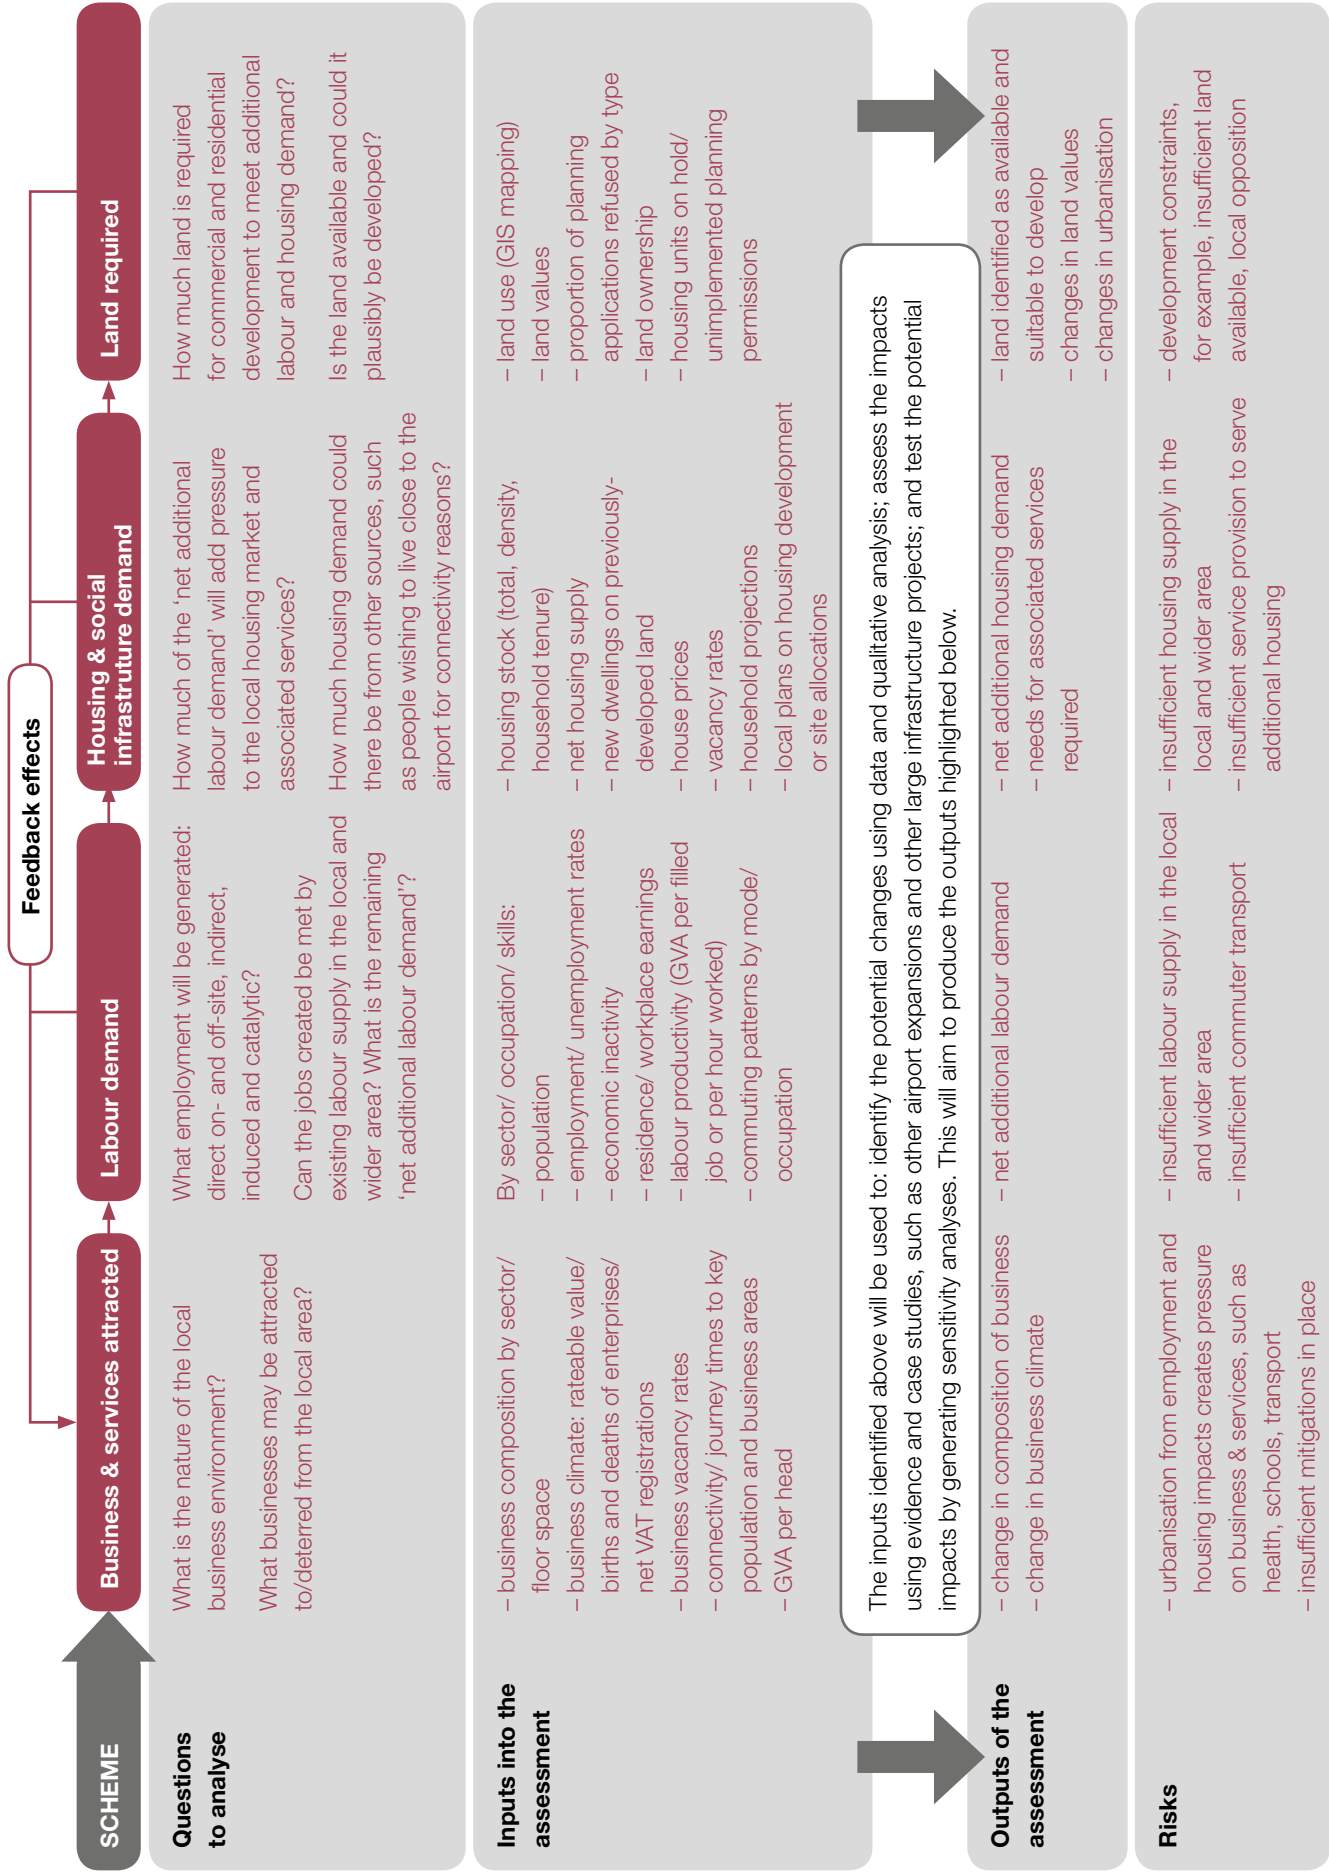 Feedback effects
SCHEME
Business & services attracted
Labour demand
Housing & social
infrastruture demand
Land required
Questions
to analyse
What is the nature of the local
business environment?
What businesses may be attracted
to/deterred from the local area?
What employment will be generated:
direct on- and off-site, indirect,
induced and catalytic?
Can the jobs created be met by
existing labour supply in the local and
wider area? What is the remaining
‘net additional labour demand’?
How much of the ‘net additional
labour demand’ will add pressure
to the local housing market and
associated services?
How much housing demand could
there be from other sources, such
as people wishing to live close to the
airport for connectivity reasons?
How much land is required
for commercial and residential
development to meet additional
labour and housing demand?
Is the land available and could it
plausibly be developed?
Inputs into the
assessment
– business composition by sector/
floor space
– business climate: rateable value/
births and deaths of enterprises/
net VAT registrations
– business vacancy rates
– connectivity/ journey times to key
population and business areas
– GVA per head
By sector/ occupation/ skills:
– population
– employment/ unemployment rates
– economic inactivity
– residence/ workplace earnings
– labour productivity (GVA per filled
job or per hour worked)
– commuting patterns by mode/
occupation
– housing stock (total, density,
household tenure)
– net housing supply
– new dwellings on previously-
developed land
– house prices
– vacancy rates
– household projections
– local plans on housing development
or site allocations
– land use (GIS mapping)
– land values
– proportion of planning
applications refused by type
– land ownership
– housing units on hold/
unimplemented planning
permissions
The inputs identified above will be used to: identify the potential changes using data and qualitative analysis; assess the impacts
using evidence and case studies, such as other airport expansions and other large infrastructure projects; and test the potential
impacts by generating sensitivity analyses. This will aim to produce the outputs highlighted below.
Outputs of the
assessment
– change in composition of business
– change in business climate
– net additional labour demand
– net additional housing demand
– needs for associated services
required
– land identified as available and
suitable to develop
– changes in land values
– changes in urbanisation
Risks
– urbanisation from employment and
housing impacts creates pressure
on business & services, such as
health, schools, transport
– insufficient mitigations in place
– insufficient labour supply in the local
and wider area
– insufficient commuter transport
– insufficient housing supply in the
local and wider area
– insufficient service provision to serve
additional housing
– development constraints,
for example, insufficient land
available, local opposition